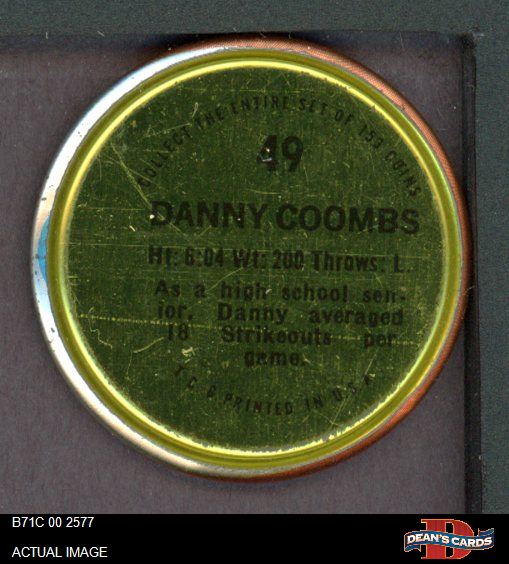 COLLECT THE ENTIRE SET OF 153 COINS
49
DANNY COOMBS
Ht: 6:04 Wt: 200 Throws: L.
As a high school sen-
ior, Danny averaged
18 Strikeouts per
game.
T.C.G PRINTED IN U.S.A.
B71C 00 2577
ACTUAL IMAGE
D
DEAN'S CARDS